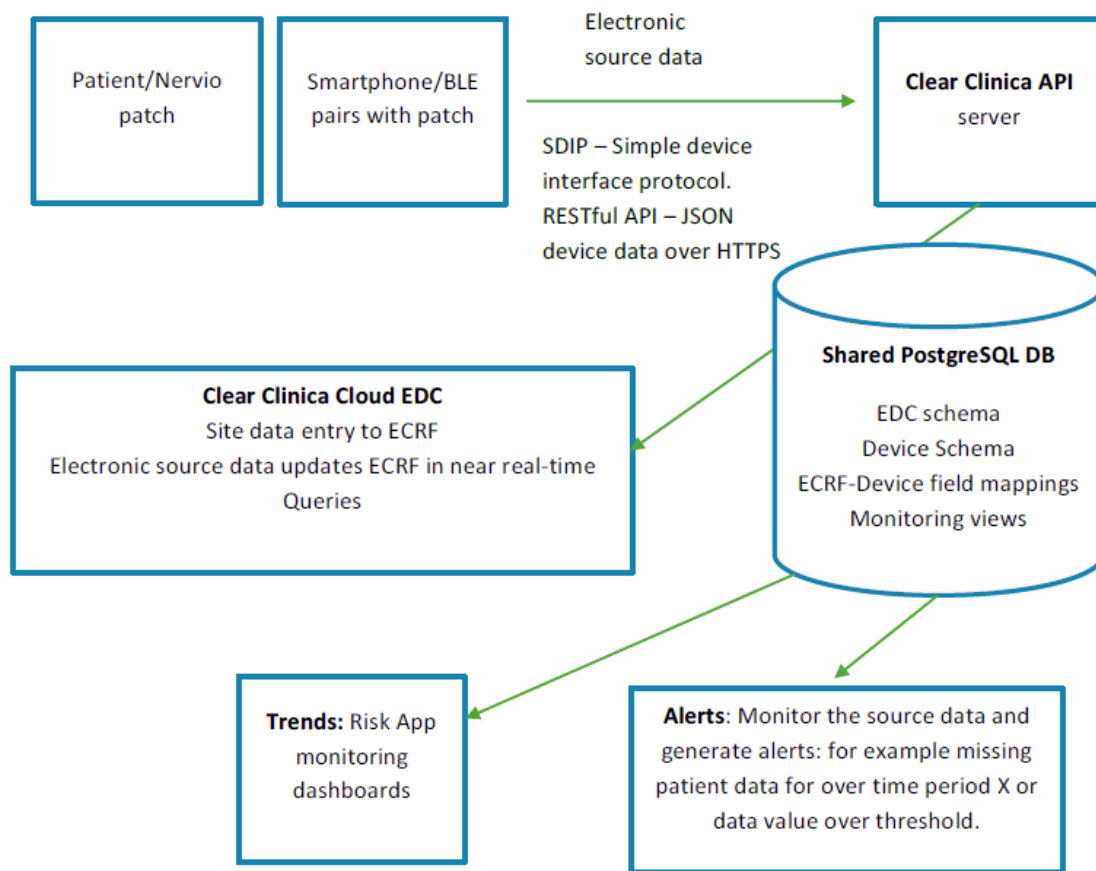 Patient/Nervio
patch
Smartphone/BLE
pairs with patch
Electronic
source data
SDIP – Simple device
interface protocol.
RESTful API – JSON
device data over HTTPS
Clear Clinica API
server
Shared PostgreSQL DB
EDC schema
Device Schema
ECRF-Device field mappings
Monitoring views
Clear Clinica Cloud EDC
Site data entry to ECRF
Electronic source data updates ECRF in near real-time
Queries
Trends: Risk App
monitoring
dashboards
Alerts: Monitor the source data and
generate alerts: for example missing
patient data for over time period X or
data value over threshold.